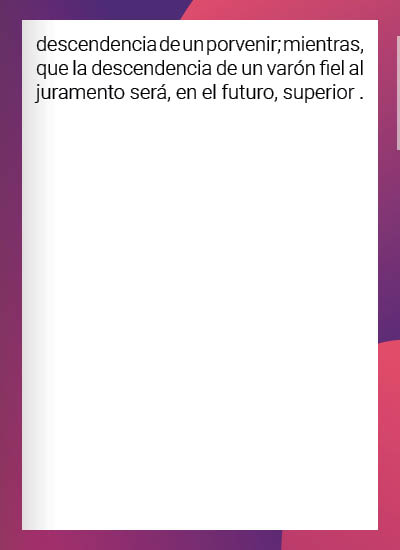 descendencia de un porvenir; mientras,
que la descendencia de un varón fiel al
juramento será, en el futuro, superior .